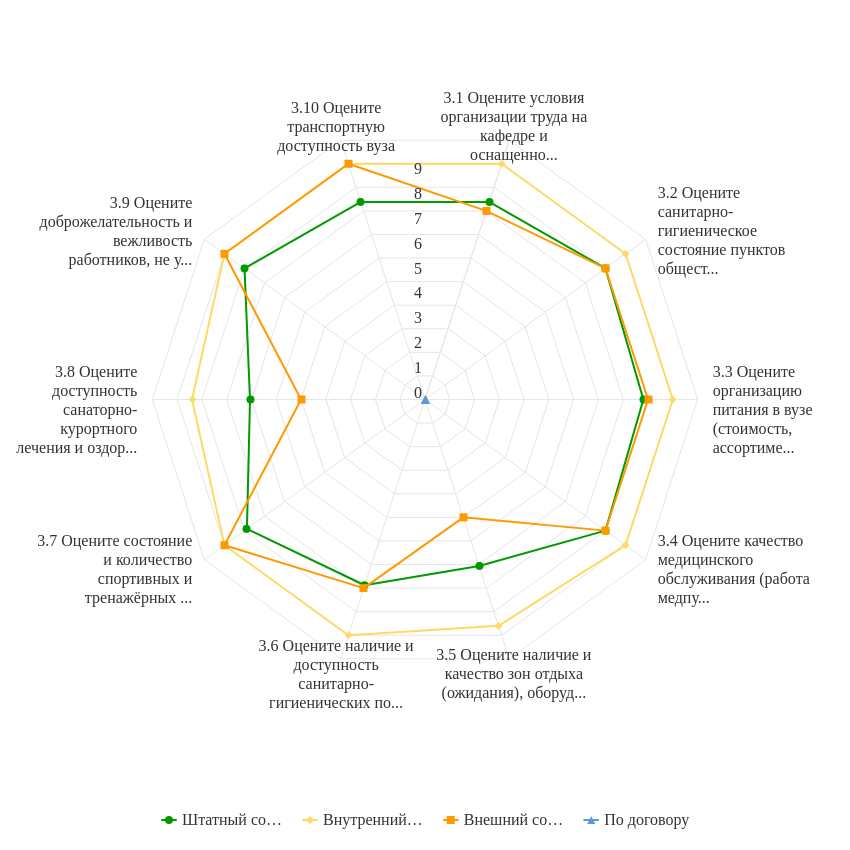 3.1 Оцените условия
организации труда на
кафедре и
оснащенно...
3.2 Оцените
санитарно-
гигиеническое
состояние пунктов
общест...
3.3 Оцените
организацию
питания в вузе
(стоимость,
ассортиме...
3.4 Оцените качество
медицинского
обслуживания (работа
медпу...
3.5 Оцените наличие и
качество зон отдыха
(ожидания), оборуд...
3.6 Оцените наличие и
доступность
санитарно-
гигиенических по...
3.7 Оцените состояние
и количество
спортивных и
тренажёрных ...
3.8 Оцените
доступность
санаторно-
курортного
лечения и оздор...
3.9 Оцените
доброжелательность и
вежливость
работников, не у...
3.10 Оцените
транспортную
доступность вуза
9
8
7
6
5
4
3
2
1
0
Штатный со…
Внутренний…
Внешний со…
По договору